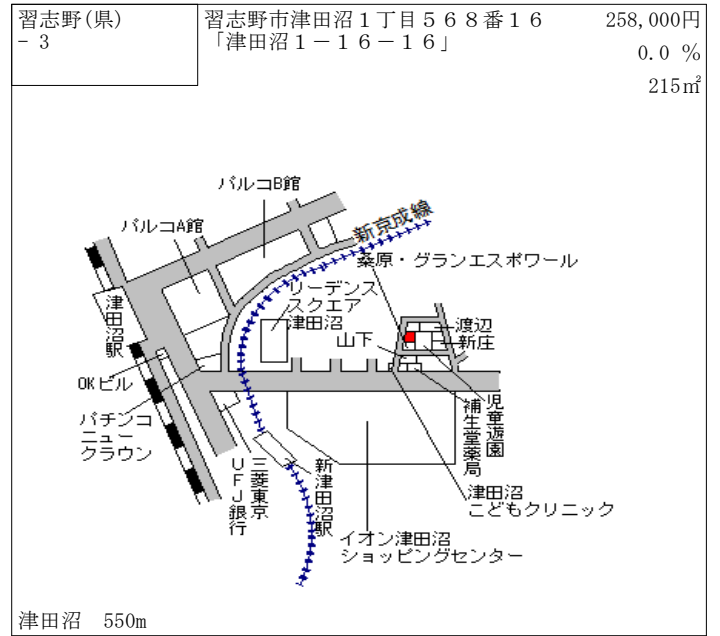 習志野(県)
- 3
習志野市津田沼１丁目５６８番１６
「津田沼１－１６－１６」
258,000円
0.0 %
215㎡
パルコB館
パルコA館
新京成線
桑原・グランエスポワール
津田沼駅
リーデンス
スクエア
津田沼
渡辺
新庄
山下
OKビル
パチンコ
ニュー
クラウン
児童遊園
補生堂薬局
三菱東京
ＵＦＪ銀行
新津田沼駅
津田沼
こどもクリニック
イオン津田沼
ショッピングセンター
津田沼　550m